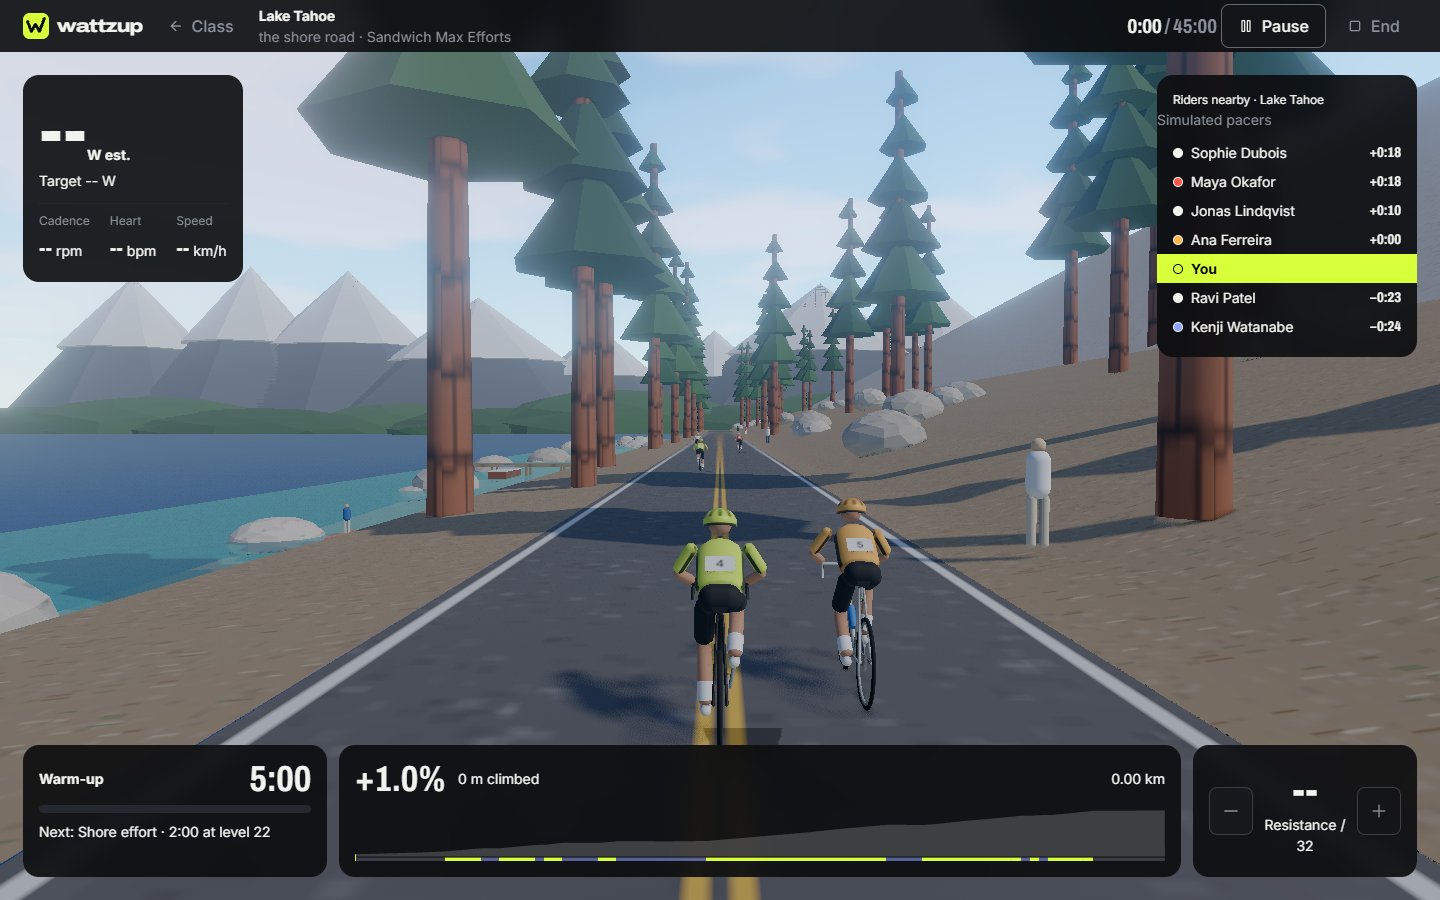 wattzup
← Class
Lake Tahoe
the shore road · Sandwich Max Efforts
0:00 / 45:00
Pause
End
-- W est.
Target -- W
Cadence Heart Speed
-- rpm -- bpm -- km/h
Riders nearby · Lake Tahoe
Simulated pacers
Sophie Dubois +0:18
Maya Okafor +0:18
Jonas Lindqvist +0:10
Ana Ferreira +0:00
You
Ravi Patel −0:23
Kenji Watanabe −0:24
4
5
Warm-up 5:00
Next: Shore effort · 2:00 at level 22
+1.0% 0 m climbed 0.00 km
− -- +
Resistance /
32